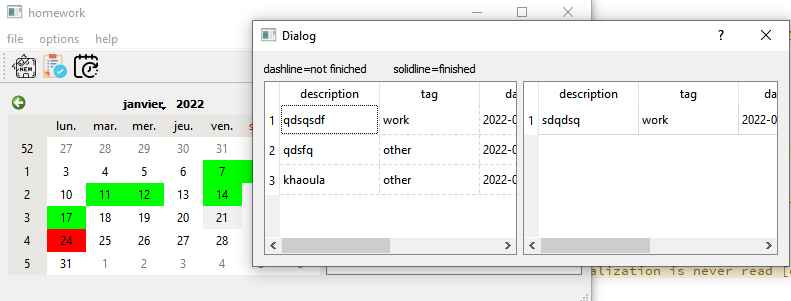 homework
file options help
NEW
janvier, 2022
lun. mar. mer. jeu. ven.
52 27 28 29 30 31
1 3 4 5 6 7
2 10 11 12 13 14
3 17 18 19 20 21
4 24 25 26 27 28
5 31 1 2 3 4
Dialog
dashline=not finiched solidline=finished
description tag da
1 qdsqsdf work 2022-0
2 qdsfq other 2022-0
3 khaoula other 2022-0
description tag da
1 sdqdsq work 2022-0
alization is never read [